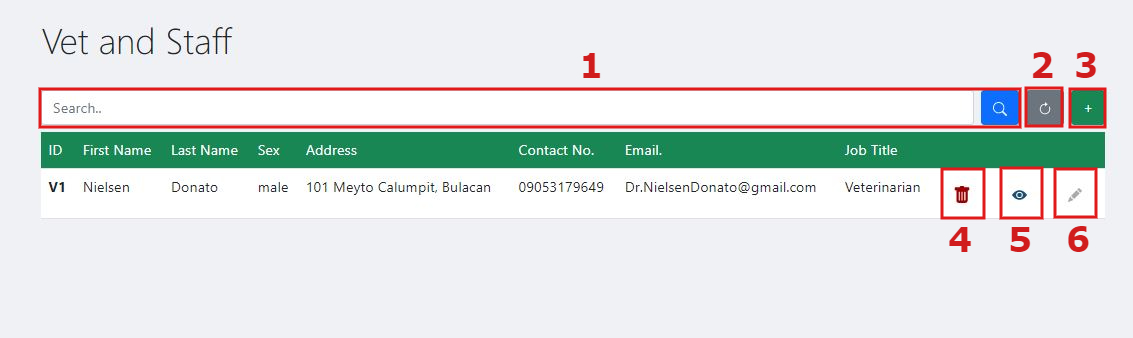 Vet and Staff
1 2 3
Search..
+
ID First Name Last Name Sex Address Contact No. Email. Job Title
V1 Nielsen Donato male 101 Meyto Calumpit, Bulacan 09053179649 Dr.NielsenDonato@gmail.com Veterinarian
4 5 6